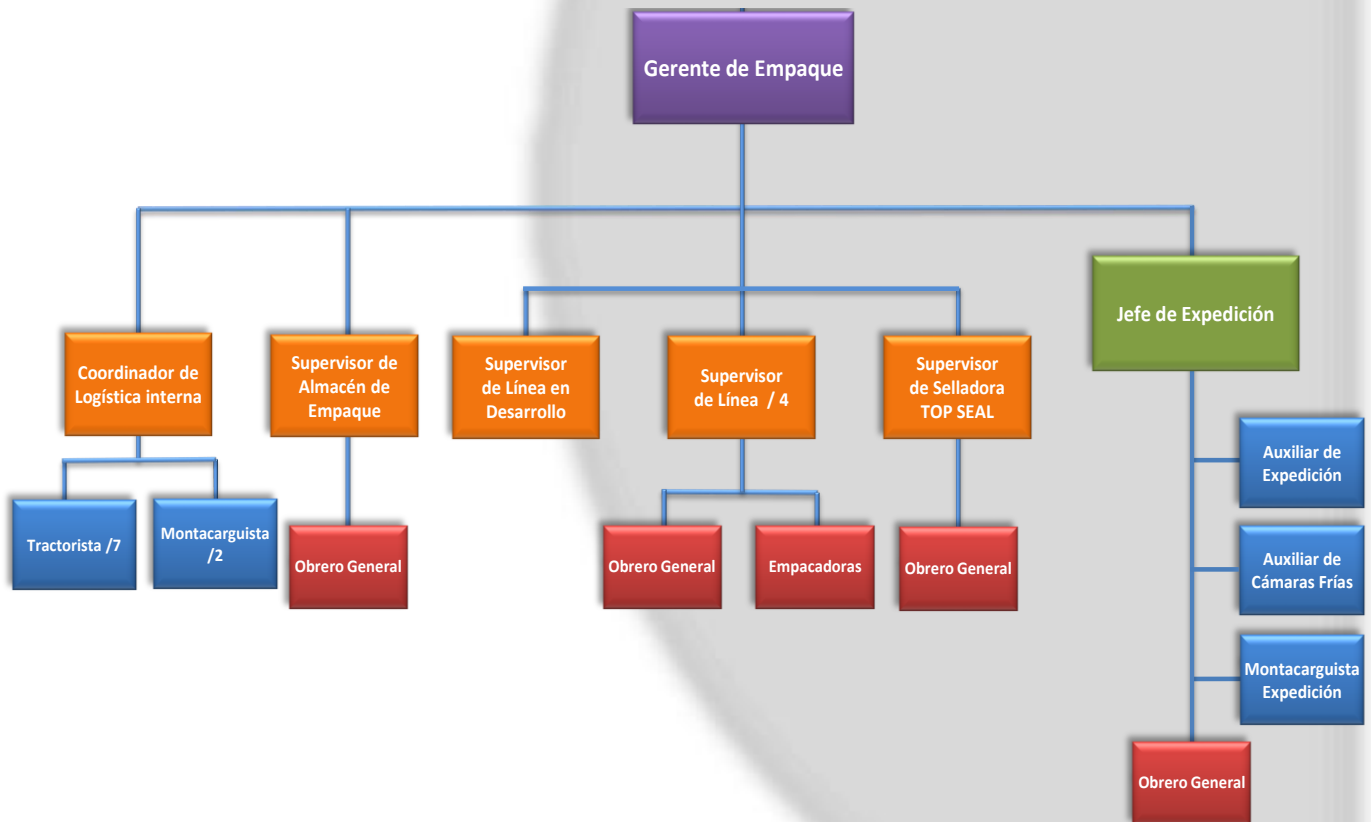 Gerente de Empaque
Jefe de Expedición
Coordinador de
Logística interna
Supervisor de
Almacén de
Empaque
Supervisor
de Línea en
Desarrollo
Supervisor
de Línea / 4
Supervisor
de Selladora
TOP SEAL
Tractorista /7
Montacarguista
/2
Obrero General
Obrero General
Empacadoras
Obrero General
Auxiliar de
Expedición
Auxiliar de
Cámaras Frías
Montacarguista
Expedición
Obrero General